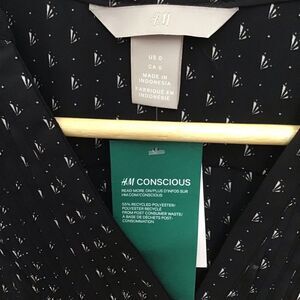 H&M
US 0
CA 0
MADE IN
INDONESIA
FABRIQUÉ EN
INDONÉSIE
H&M CONSCIOUS
READ MORE ON/PLUS D'INFOS SUR
HM.COM/CONSCIOUS
55% RECYCLED POLYESTER/
POLYESTER RECYCLÉ
FROM POST CONSUMER WASTE/
À BASE DE DÉCHETS POST-
CONSOMMATION